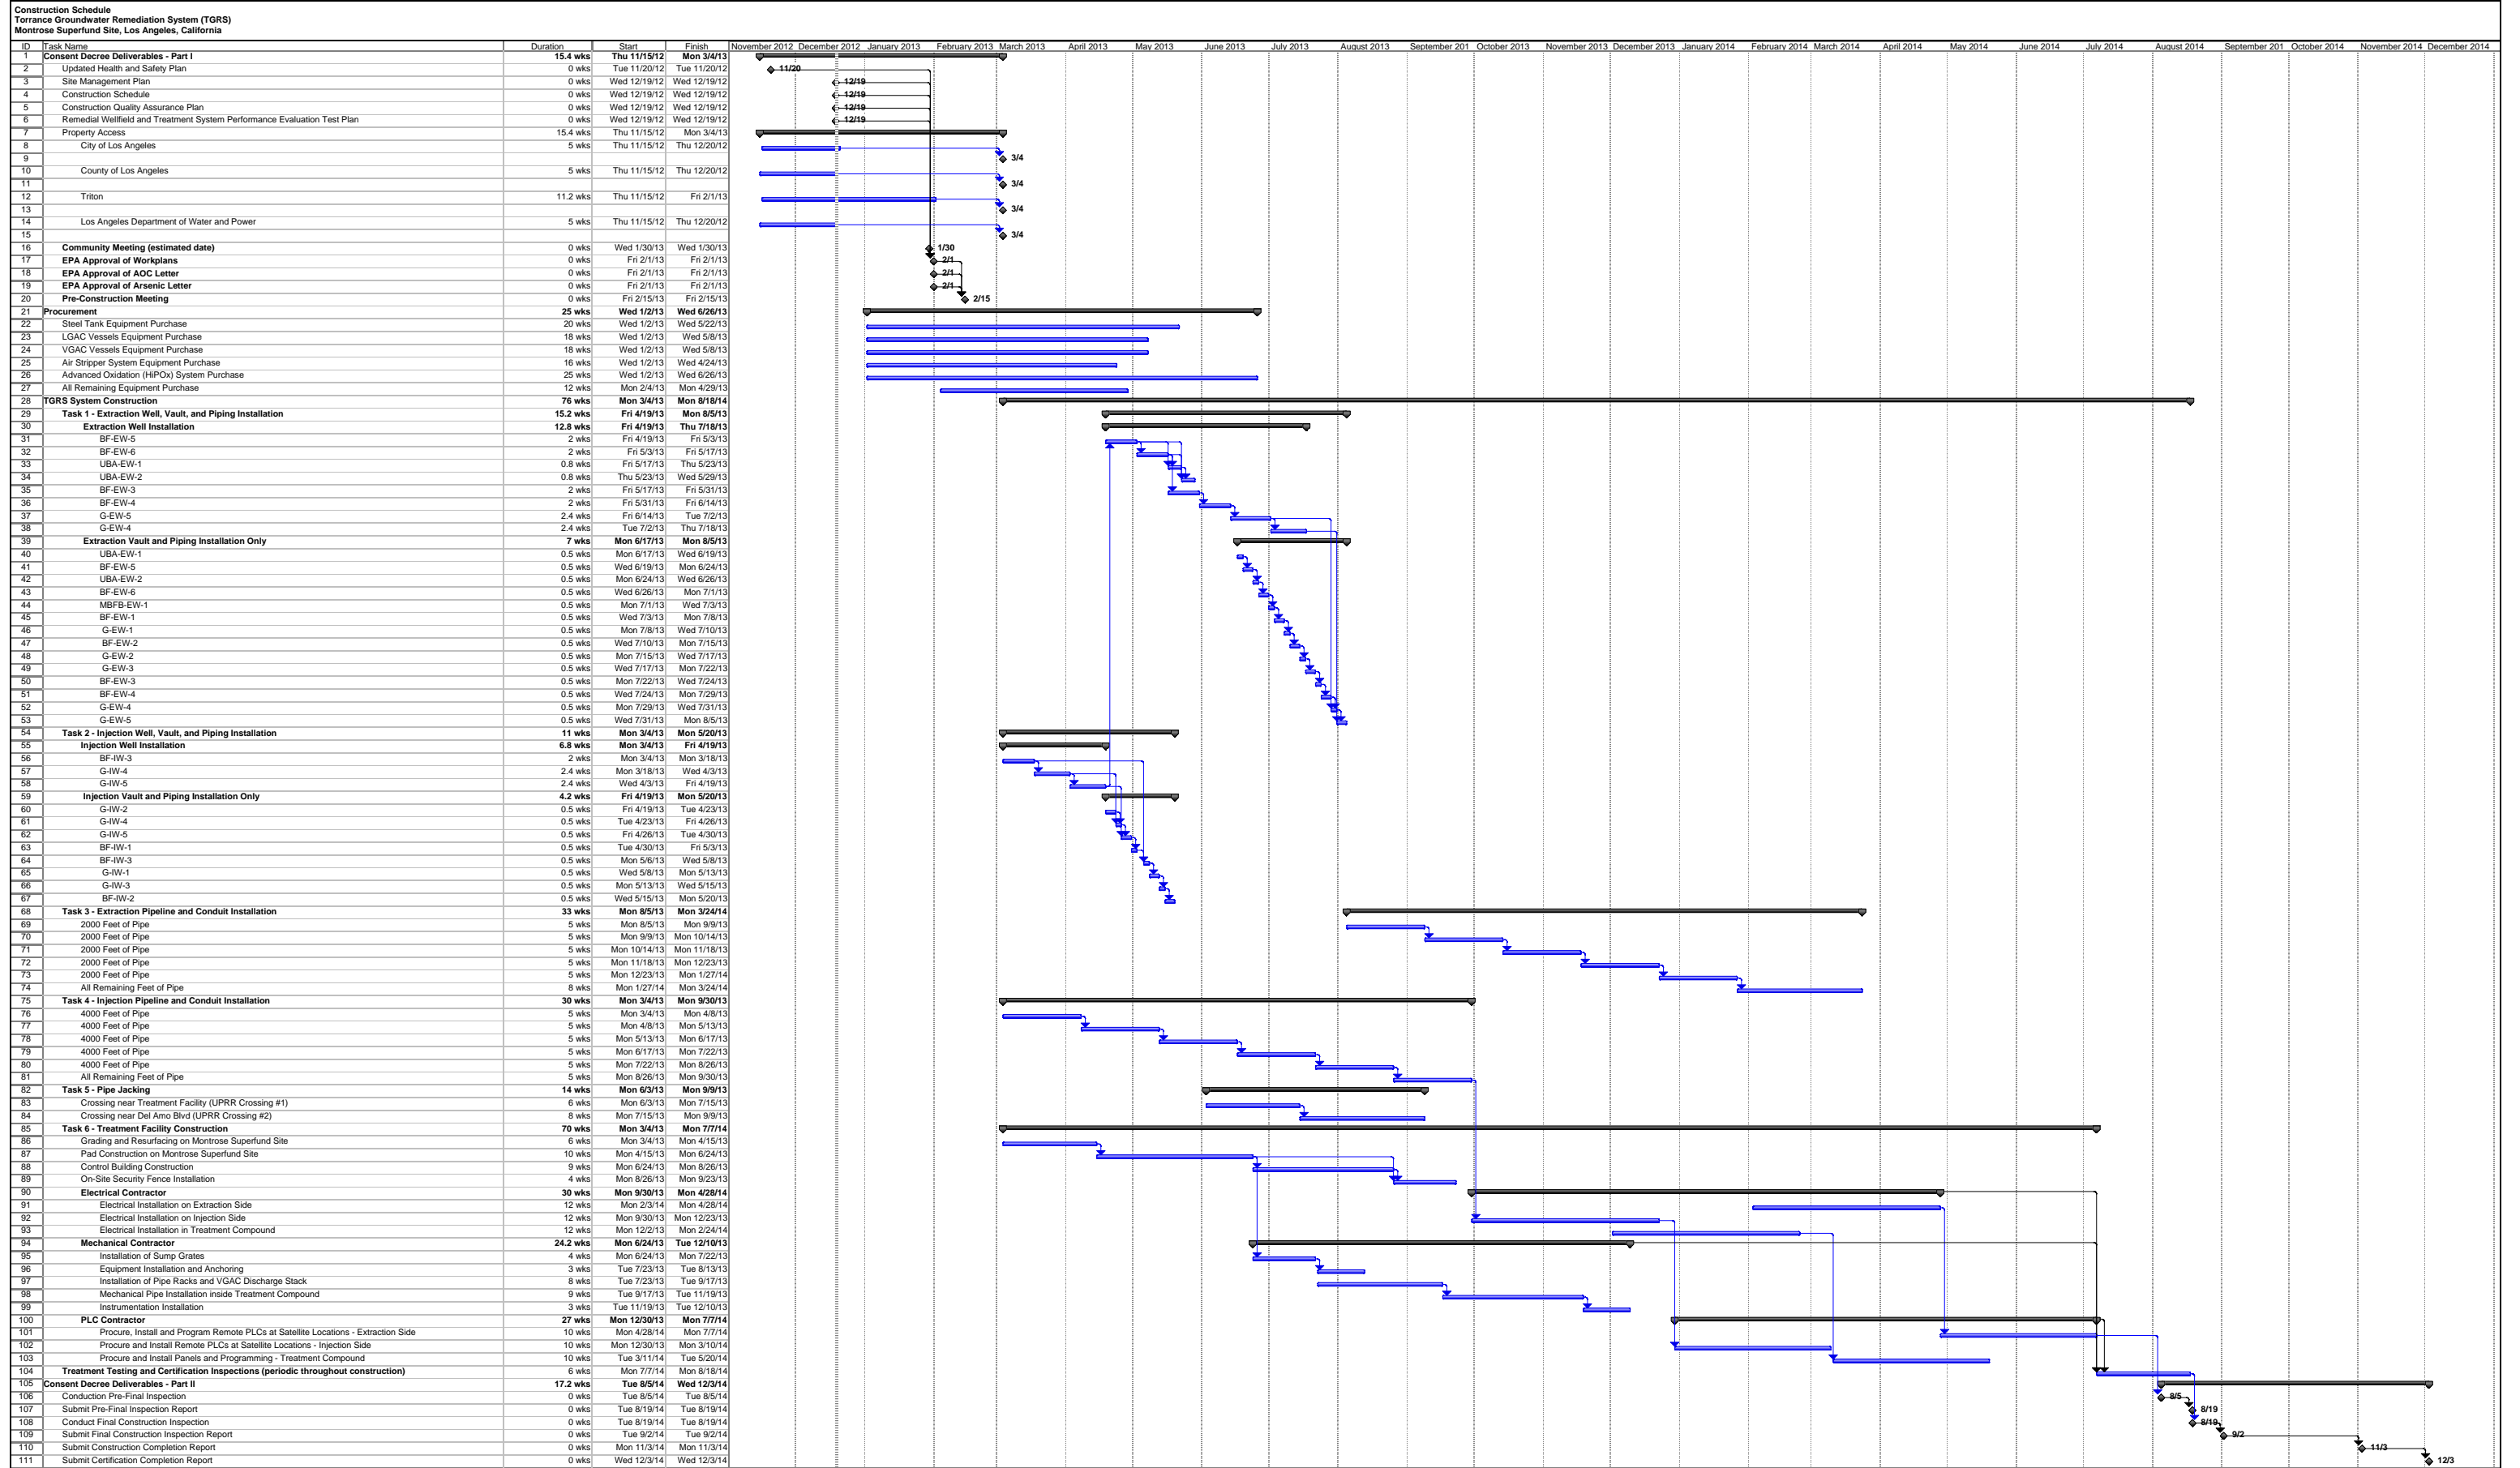 Construction Schedule
Torrance Groundwater Remediation System (TGRS)
Montrose Superfund Site, Los Angeles, California
ID Task Name Duration Start Finish November 2012 December 2012 January 2013 February 2013 March 2013 April 2013 May 2013 June 2013 July 2013 August 2013 September 201 October 2013 November 2013 December 2013 January 2014 February 2014 March 2014 April 2014 May 2014 June 2014 July 2014 August 2014 September 201 October 2014 November 2014 December 2014
1 Consent Decree Deliverables - Part I 15.4 wks Thu 11/15/12 Mon 3/4/13
2 Updated Health and Safety Plan 0 wks Tue 11/20/12 Tue 11/20/12 11/20
3 Site Management Plan 0 wks Wed 12/19/12 Wed 12/19/12 12/19
4 Construction Schedule 0 wks Wed 12/19/12 Wed 12/19/12 12/19
5 Construction Quality Assurance Plan 0 wks Wed 12/19/12 Wed 12/19/12 12/19
6 Remedial Wellfield and Treatment System Performance Evaluation Test Plan 0 wks Wed 12/19/12 Wed 12/19/12 12/19
7 Property Access 15.4 wks Thu 11/15/12 Mon 3/4/13
8 City of Los Angeles 5 wks Thu 11/15/12 Thu 12/20/12
9 3/4
10 County of Los Angeles 5 wks Thu 11/15/12 Thu 12/20/12
11 3/4
12 Triton 11.2 wks Thu 11/15/12 Fri 2/1/13
13 3/4
14 Los Angeles Department of Water and Power 5 wks Thu 11/15/12 Thu 12/20/12
15 3/4
16 Community Meeting (estimated date) 0 wks Wed 1/30/13 Wed 1/30/13 1/30
17 EPA Approval of Workplans 0 wks Fri 2/1/13 Fri 2/1/13 2/1
18 EPA Approval of AOC Letter 0 wks Fri 2/1/13 Fri 2/1/13 2/1
19 EPA Approval of Arsenic Letter 0 wks Fri 2/1/13 Fri 2/1/13 2/1
20 Pre-Construction Meeting 0 wks Fri 2/15/13 Fri 2/15/13 2/15
21 Procurement 25 wks Wed 1/2/13 Wed 6/26/13
22 Steel Tank Equipment Purchase 20 wks Wed 1/2/13 Wed 5/22/13
23 LGAC Vessels Equipment Purchase 18 wks Wed 1/2/13 Wed 5/8/13
24 VGAC Vessels Equipment Purchase 18 wks Wed 1/2/13 Wed 5/8/13
25 Air Stripper System Equipment Purchase 16 wks Wed 1/2/13 Wed 4/24/13
26 Advanced Oxidation (HiPOx) System Purchase 25 wks Wed 1/2/13 Wed 6/26/13
27 All Remaining Equipment Purchase 12 wks Mon 2/4/13 Mon 4/29/13
28 TGRS System Construction 76 wks Mon 3/4/13 Mon 8/18/14
29 Task 1 - Extraction Well, Vault, and Piping Installation 15.2 wks Fri 4/19/13 Mon 8/5/13
30 Extraction Well Installation 12.8 wks Fri 4/19/13 Thu 7/18/13
31 BF-EW-5 2 wks Fri 4/19/13 Fri 5/3/13
32 BF-EW-6 2 wks Fri 5/3/13 Fri 5/17/13
33 UBA-EW-1 0.8 wks Fri 5/17/13 Thu 5/23/13
34 UBA-EW-2 0.8 wks Thu 5/23/13 Wed 5/29/13
35 BF-EW-3 2 wks Fri 5/17/13 Fri 5/31/13
36 BF-EW-4 2 wks Fri 5/31/13 Fri 6/14/13
37 G-EW-5 2.4 wks Fri 6/14/13 Tue 7/2/13
38 G-EW-4 2.4 wks Tue 7/2/13 Thu 7/18/13
39 Extraction Vault and Piping Installation Only 7 wks Mon 6/17/13 Mon 8/5/13
40 UBA-EW-1 0.5 wks Mon 6/17/13 Wed 6/19/13
41 BF-EW-5 0.5 wks Wed 6/19/13 Mon 6/24/13
42 UBA-EW-2 0.5 wks Mon 6/24/13 Wed 6/26/13
43 BF-EW-6 0.5 wks Wed 6/26/13 Mon 7/1/13
44 MBFB-EW-1 0.5 wks Mon 7/1/13 Wed 7/3/13
45 BF-EW-1 0.5 wks Wed 7/3/13 Mon 7/8/13
46 G-EW-1 0.5 wks Mon 7/8/13 Wed 7/10/13
47 BF-EW-2 0.5 wks Wed 7/10/13 Mon 7/15/13
48 G-EW-2 0.5 wks Mon 7/15/13 Wed 7/17/13
49 G-EW-3 0.5 wks Wed 7/17/13 Mon 7/22/13
50 BF-EW-3 0.5 wks Mon 7/22/13 Wed 7/24/13
51 BF-EW-4 0.5 wks Wed 7/24/13 Mon 7/29/13
52 G-EW-4 0.5 wks Mon 7/29/13 Wed 7/31/13
53 G-EW-5 0.5 wks Wed 7/31/13 Mon 8/5/13
54 Task 2 - Injection Well, Vault, and Piping Installation 11 wks Mon 3/4/13 Mon 5/20/13
55 Injection Well Installation 6.8 wks Mon 3/4/13 Fri 4/19/13
56 BF-IW-3 2 wks Mon 3/4/13 Mon 3/18/13
57 G-IW-4 2.4 wks Mon 3/18/13 Wed 4/3/13
58 G-IW-5 2.4 wks Wed 4/3/13 Fri 4/19/13
59 Injection Vault and Piping Installation Only 4.2 wks Fri 4/19/13 Mon 5/20/13
60 G-IW-2 0.5 wks Fri 4/19/13 Tue 4/23/13
61 G-IW-4 0.5 wks Tue 4/23/13 Fri 4/26/13
62 G-IW-5 0.5 wks Fri 4/26/13 Tue 4/30/13
63 BF-IW-1 0.5 wks Tue 4/30/13 Fri 5/3/13
64 BF-IW-3 0.5 wks Mon 5/6/13 Wed 5/8/13
65 G-IW-1 0.5 wks Wed 5/8/13 Mon 5/13/13
66 G-IW-3 0.5 wks Mon 5/13/13 Wed 5/15/13
67 BF-IW-2 0.5 wks Wed 5/15/13 Mon 5/20/13
68 Task 3 - Extraction Pipeline and Conduit Installation 33 wks Mon 8/5/13 Mon 3/24/14
69 2000 Feet of Pipe 5 wks Mon 8/5/13 Mon 9/9/13
70 2000 Feet of Pipe 5 wks Mon 9/9/13 Mon 10/14/13
71 2000 Feet of Pipe 5 wks Mon 10/14/13 Mon 11/18/13
72 2000 Feet of Pipe 5 wks Mon 11/18/13 Mon 12/23/13
73 2000 Feet of Pipe 5 wks Mon 12/23/13 Mon 1/27/14
74 All Remaining Feet of Pipe 8 wks Mon 1/27/14 Mon 3/24/14
75 Task 4 - Injection Pipeline and Conduit Installation 30 wks Mon 3/4/13 Mon 9/30/13
76 4000 Feet of Pipe 5 wks Mon 3/4/13 Mon 4/8/13
77 4000 Feet of Pipe 5 wks Mon 4/8/13 Mon 5/13/13
78 4000 Feet of Pipe 5 wks Mon 5/13/13 Mon 6/17/13
79 4000 Feet of Pipe 5 wks Mon 6/17/13 Mon 7/22/13
80 4000 Feet of Pipe 5 wks Mon 7/22/13 Mon 8/26/13
81 All Remaining Feet of Pipe 5 wks Mon 8/26/13 Mon 9/30/13
82 Task 5 - Pipe Jacking 14 wks Mon 6/3/13 Mon 9/9/13
83 Crossing near Treatment Facility (UPRR Crossing #1) 6 wks Mon 6/3/13 Mon 7/15/13
84 Crossing near Del Amo Blvd (UPRR Crossing #2) 8 wks Mon 7/15/13 Mon 9/9/13
85 Task 6 - Treatment Facility Construction 70 wks Mon 3/4/13 Mon 7/7/14
86 Grading and Resurfacing on Montrose Superfund Site 6 wks Mon 3/4/13 Mon 4/15/13
87 Pad Construction on Montrose Superfund Site 10 wks Mon 4/15/13 Mon 6/24/13
88 Control Building Construction 9 wks Mon 6/24/13 Mon 8/26/13
89 On-Site Security Fence Installation 4 wks Mon 8/26/13 Mon 9/23/13
90 Electrical Contractor 30 wks Mon 9/30/13 Mon 4/28/14
91 Electrical Installation on Extraction Side 12 wks Mon 2/3/14 Mon 4/28/14
92 Electrical Installation on Injection Side 12 wks Mon 9/30/13 Mon 12/23/13
93 Electrical Installation in Treatment Compound 12 wks Mon 12/2/13 Mon 2/24/14
94 Mechanical Contractor 24.2 wks Mon 6/24/13 Tue 12/10/13
95 Installation of Sump Grates 4 wks Mon 6/24/13 Mon 7/22/13
96 Equipment Installation and Anchoring 3 wks Tue 7/23/13 Tue 8/13/13
97 Installation of Pipe Racks and VGAC Discharge Stack 8 wks Tue 7/23/13 Tue 9/17/13
98 Mechanical Pipe Installation inside Treatment Compound 9 wks Tue 9/17/13 Tue 11/19/13
99 Instrumentation Installation 3 wks Tue 11/19/13 Tue 12/10/13
100 PLC Contractor 27 wks Mon 12/30/13 Mon 7/7/14
101 Procure, Install and Program Remote PLCs at Satellite Locations - Extraction Side 10 wks Mon 4/28/14 Mon 7/7/14
102 Procure and Install Remote PLCs at Satellite Locations - Injection Side 10 wks Mon 12/30/13 Mon 3/10/14
103 Procure and Install Panels and Programming - Treatment Compound 10 wks Tue 3/11/14 Tue 5/20/14
104 Treatment Testing and Certification Inspections (periodic throughout construction) 6 wks Mon 7/7/14 Mon 8/18/14
105 Consent Decree Deliverables - Part II 17.2 wks Tue 8/5/14 Wed 12/3/14
106 Conduction Pre-Final Inspection 0 wks Tue 8/5/14 Tue 8/5/14 8/5
107 Submit Pre-Final Inspection Report 0 wks Tue 8/19/14 Tue 8/19/14 8/19
108 Conduct Final Construction Inspection 0 wks Tue 8/19/14 Tue 8/19/14 8/19
109 Submit Final Construction Inspection Report 0 wks Tue 9/2/14 Tue 9/2/14 9/2
110 Submit Construction Completion Report 0 wks Mon 11/3/14 Mon 11/3/14 11/3
111 Submit Certification Completion Report 0 wks Wed 12/3/14 Wed 12/3/14 12/3